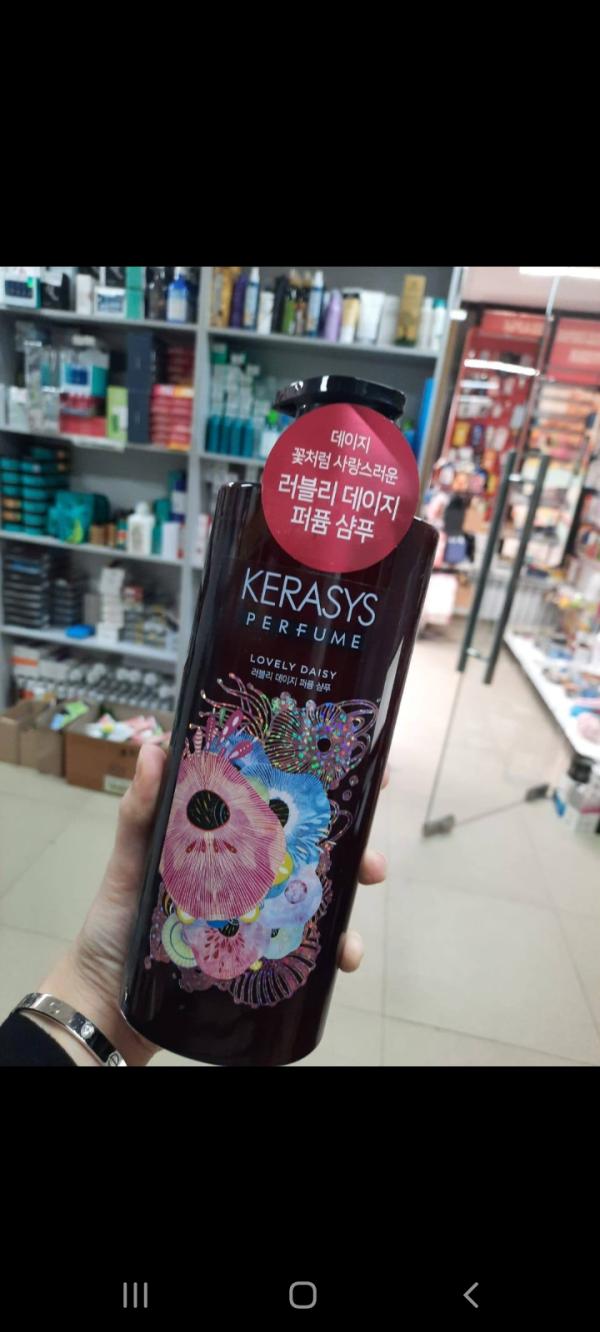 데이지
꽃처럼 사랑스러운
러블리 데이지
퍼퓸 샴푸
KERASYS
PERFUME
LOVELY DAISY
러블리 데이지 퍼퓸 샴푸